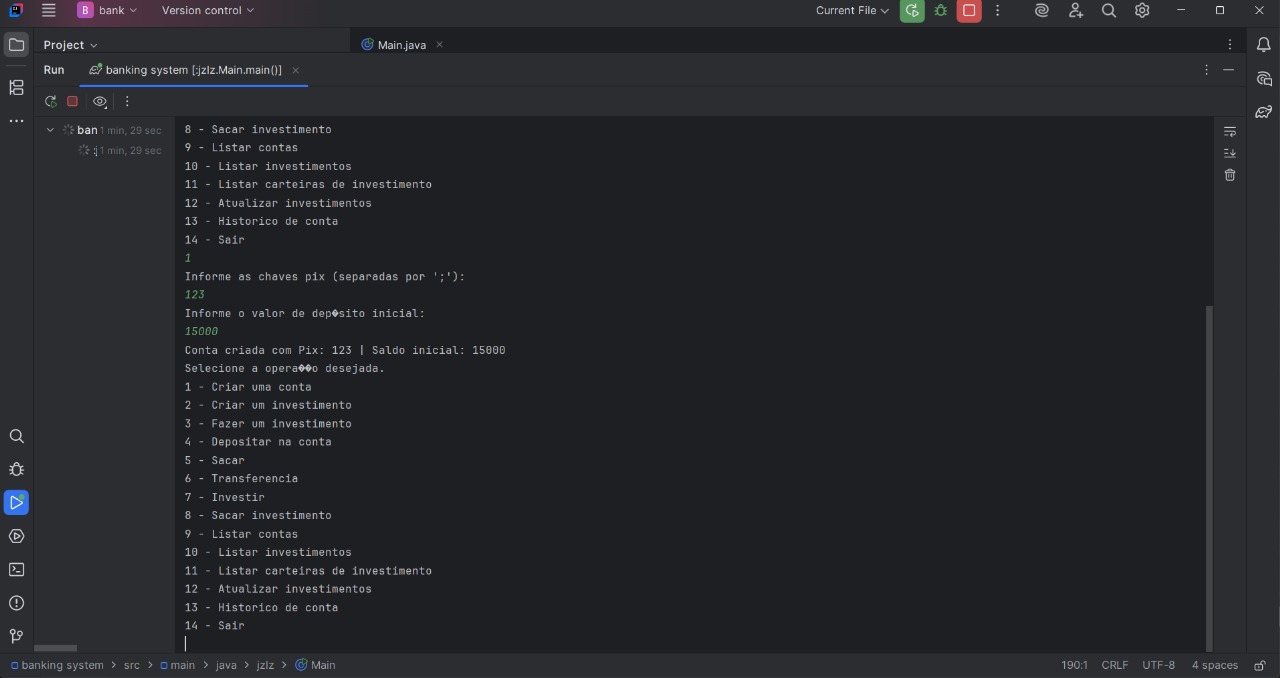 B bank Version control Current File
Project Main.java
Run banking system [:jzlz.Main.main()]
ban 1 min, 29 sec
:j 1 min, 29 sec
8 - Sacar investimento
9 - Listar contas
10 - Listar investimentos
11 - Listar carteiras de investimento
12 - Atualizar investimentos
13 - Historico de conta
14 - Sair
1
Informe as chaves pix (separadas por ';'):
123
Informe o valor de dep�sito inicial:
15000
Conta criada com Pix: 123 | Saldo inicial: 15000
Selecione a opera��o desejada.
1 - Criar uma conta
2 - Criar um investimento
3 - Fazer um investimento
4 - Depositar na conta
5 - Sacar
6 - Transferencia
7 - Investir
8 - Sacar investimento
9 - Listar contas
10 - Listar investimentos
11 - Listar carteiras de investimento
12 - Atualizar investimentos
13 - Historico de conta
14 - Sair
banking system > src > main > java > jzlz > Main 190:1 CRLF UTF-8 4 spaces